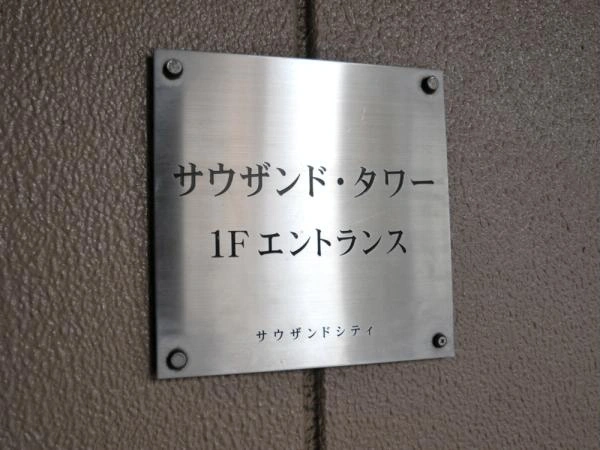 サウザンド・タワー
1F エントランス
サウザンドシティ